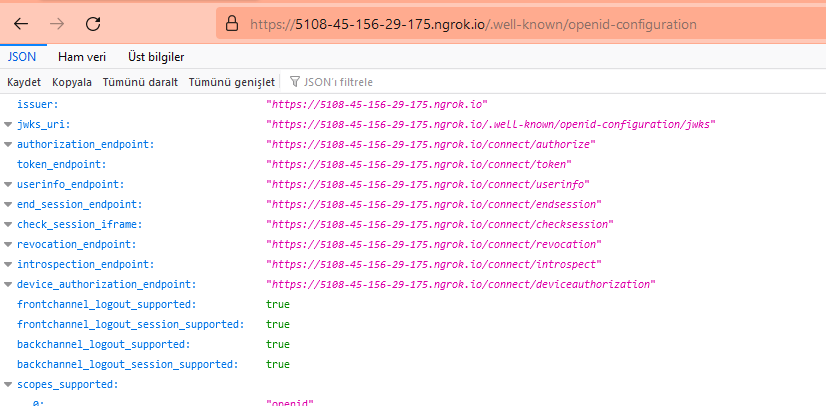 https://5108-45-156-29-175.ngrok.io/.well-known/openid-configuration
JSON Ham veri Üst bilgiler
Kaydet Kopyala Tümünü daralt Tümünü genişlet JSON'ı filtrele
issuer: "https://5108-45-156-29-175.ngrok.io"
jwks_uri: "https://5108-45-156-29-175.ngrok.io/.well-known/openid-configuration/jwks"
authorization_endpoint: "https://5108-45-156-29-175.ngrok.io/connect/authorize"
token_endpoint: "https://5108-45-156-29-175.ngrok.io/connect/token"
userinfo_endpoint: "https://5108-45-156-29-175.ngrok.io/connect/userinfo"
end_session_endpoint: "https://5108-45-156-29-175.ngrok.io/connect/endsession"
check_session_iframe: "https://5108-45-156-29-175.ngrok.io/connect/checksession"
revocation_endpoint: "https://5108-45-156-29-175.ngrok.io/connect/revocation"
introspection_endpoint: "https://5108-45-156-29-175.ngrok.io/connect/introspect"
device_authorization_endpoint: "https://5108-45-156-29-175.ngrok.io/connect/deviceauthorization"
frontchannel_logout_supported: true
frontchannel_logout_session_supported: true
backchannel_logout_supported: true
backchannel_logout_session_supported: true
scopes_supported:
0: "openid"